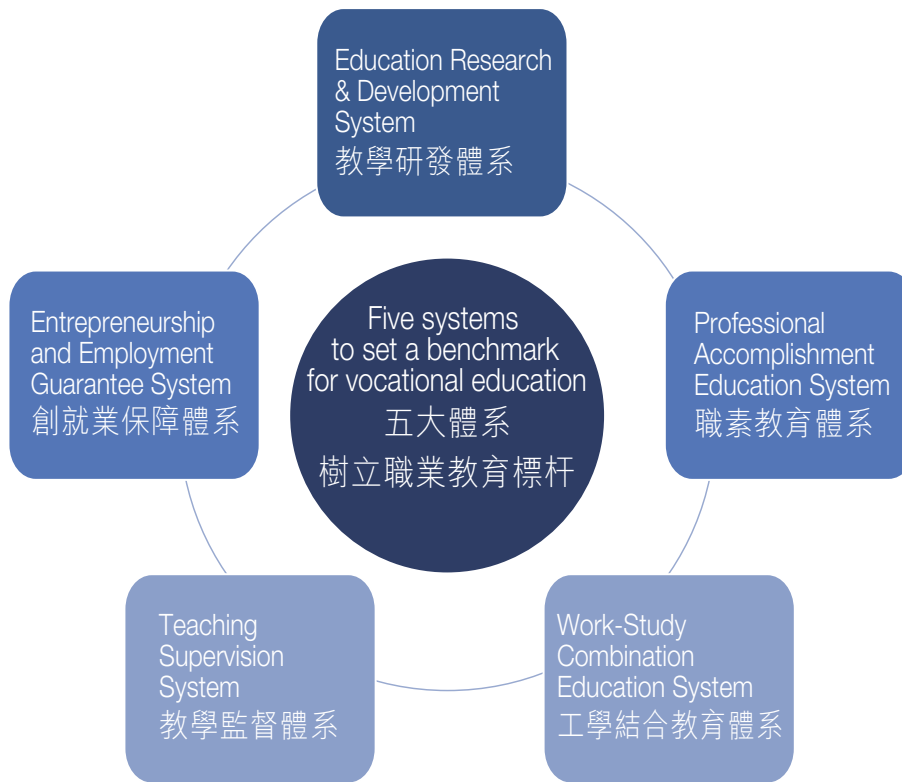 Education Research
& Development
System
教學研發體系
Entrepreneurship
and Employment
Guarantee System
創就業保障體系
Five systems
to set a benchmark
for vocational education
五大體系
樹立職業教育標杆
Professional
Accomplishment
Education System
職素教育體系
Teaching
Supervision
System
教學監督體系
Work-Study
Combination
Education System
工學結合教育體系